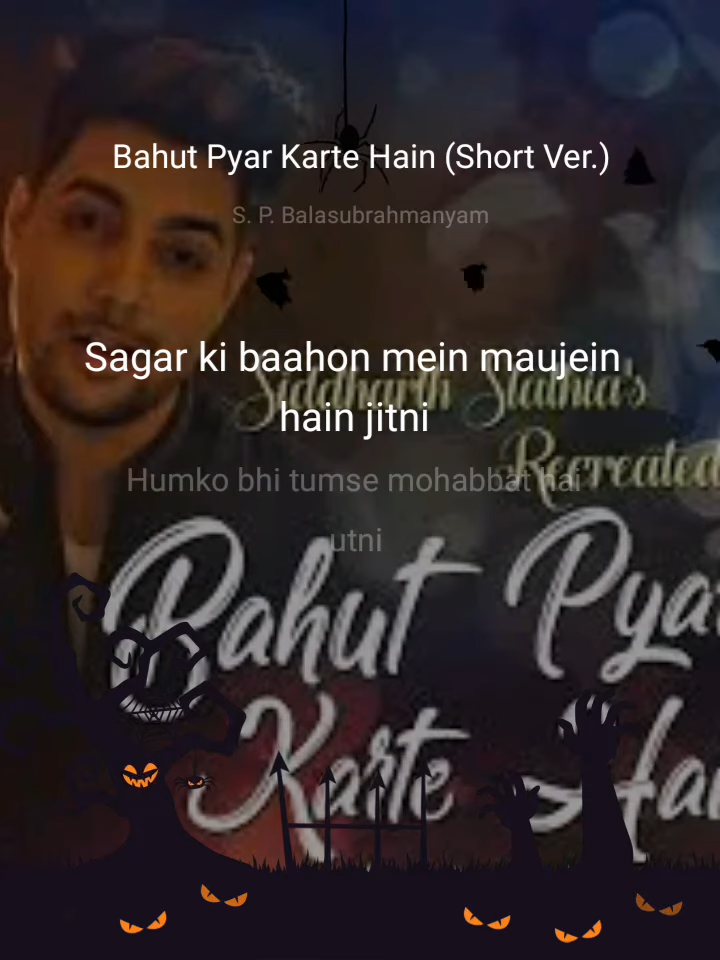 Bahut Pyar Karte Hain (Short Ver.)
S. P. Balasubrahmanyam
Sagar ki baahon mein maujein
hain jitni
Siddharth Slathia's
Recreated
Humko bhi tumse mohabbat hai
utni
Bahut Pya
Karte Ha